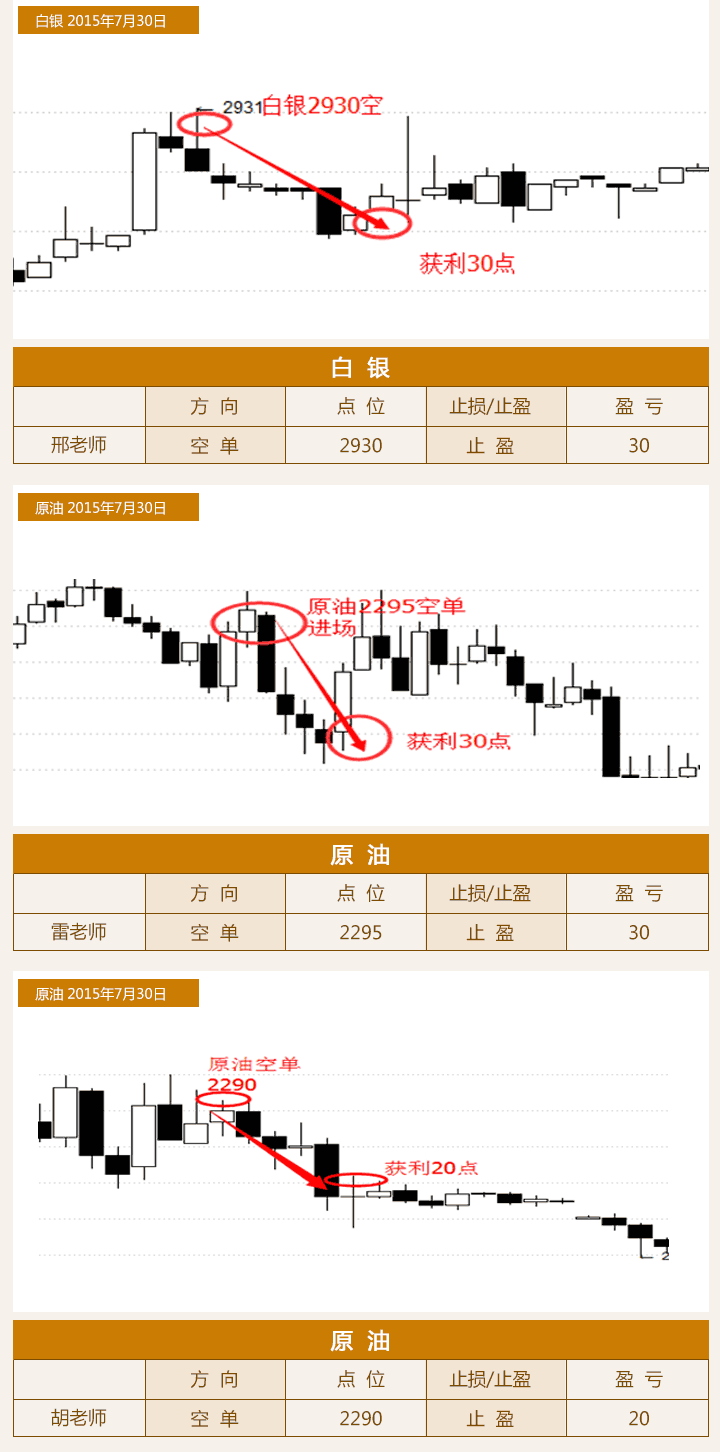 白银 2015年7月30日
2931
白银2930空
获利30点
白 银
方 向 点 位 止损/止盈 盈 亏
邢老师 空 单 2930 止 盈 30
原油 2015年7月30日
原油2295空单
进场
获利30点
原 油
方 向 点 位 止损/止盈 盈 亏
雷老师 空 单 2295 止 盈 30
原油 2015年7月30日
原油空单
2290
获利20点
原 油
方 向 点 位 止损/止盈 盈 亏
胡老师 空 单 2290 止 盈 20